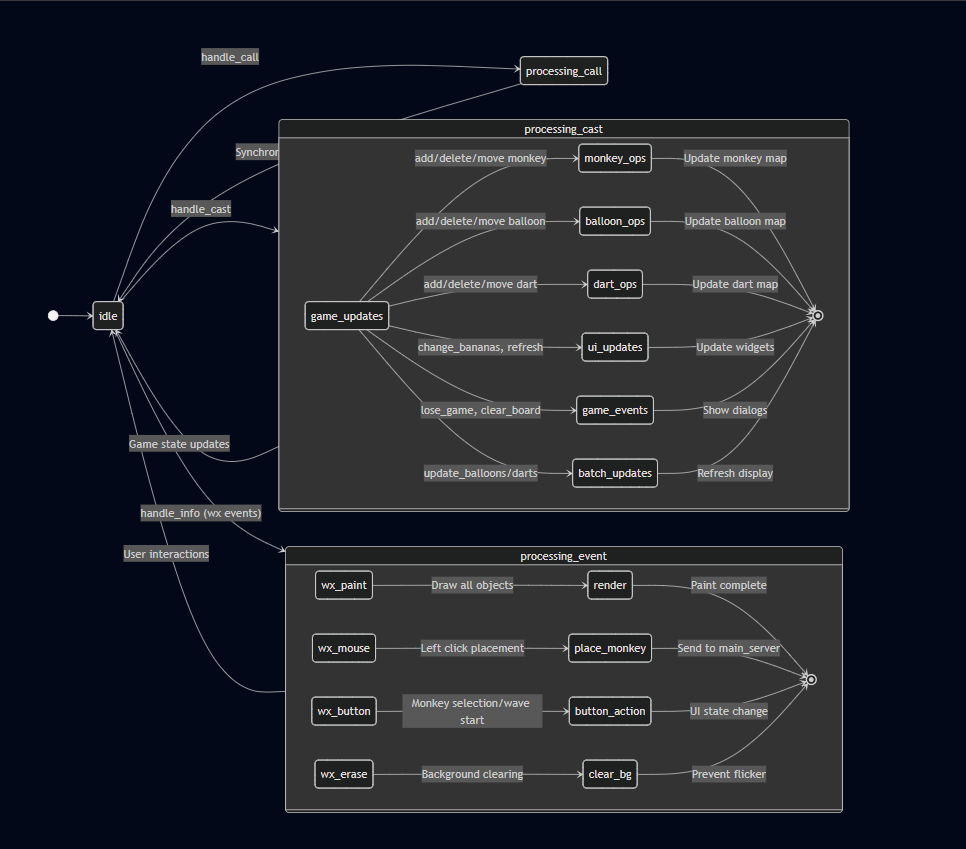 handle_call
processing_call
processing_cast
Synchron
add/delete/move monkey
monkey_ops
Update monkey map
handle_cast
add/delete/move balloon
balloon_ops
Update balloon map
add/delete/move dart
dart_ops
Update dart map
idle
game_updates
change_bananas, refresh
ui_updates
Update widgets
lose_game, clear_board
game_events
Show dialogs
Game state updates
update_balloons/darts
batch_updates
Refresh display
handle_info (wx events)
User interactions
processing_event
wx_paint
Draw all objects
render
Paint complete
wx_mouse
Left click placement
place_monkey
Send to main_server
wx_button
Monkey selection/wave
start
button_action
UI state change
wx_erase
Background clearing
clear_bg
Prevent flicker